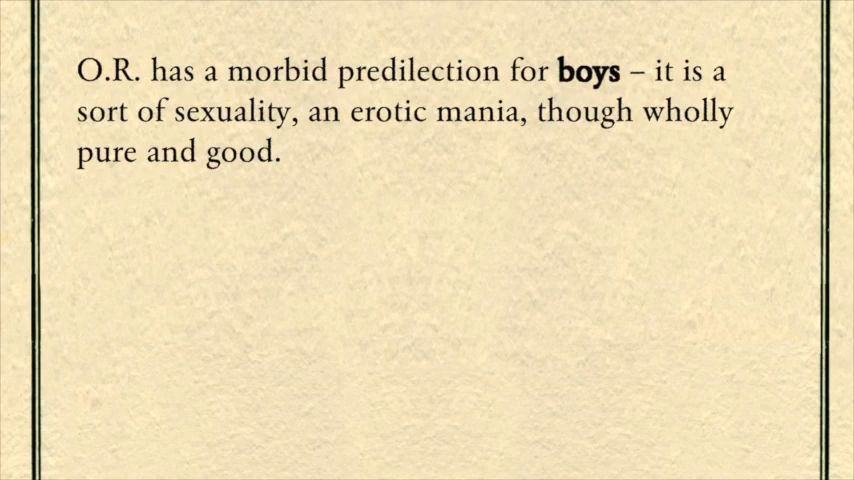 O.R. has a morbid predilection for boys – it is a
sort of sexuality, an erotic mania, though wholly
pure and good.